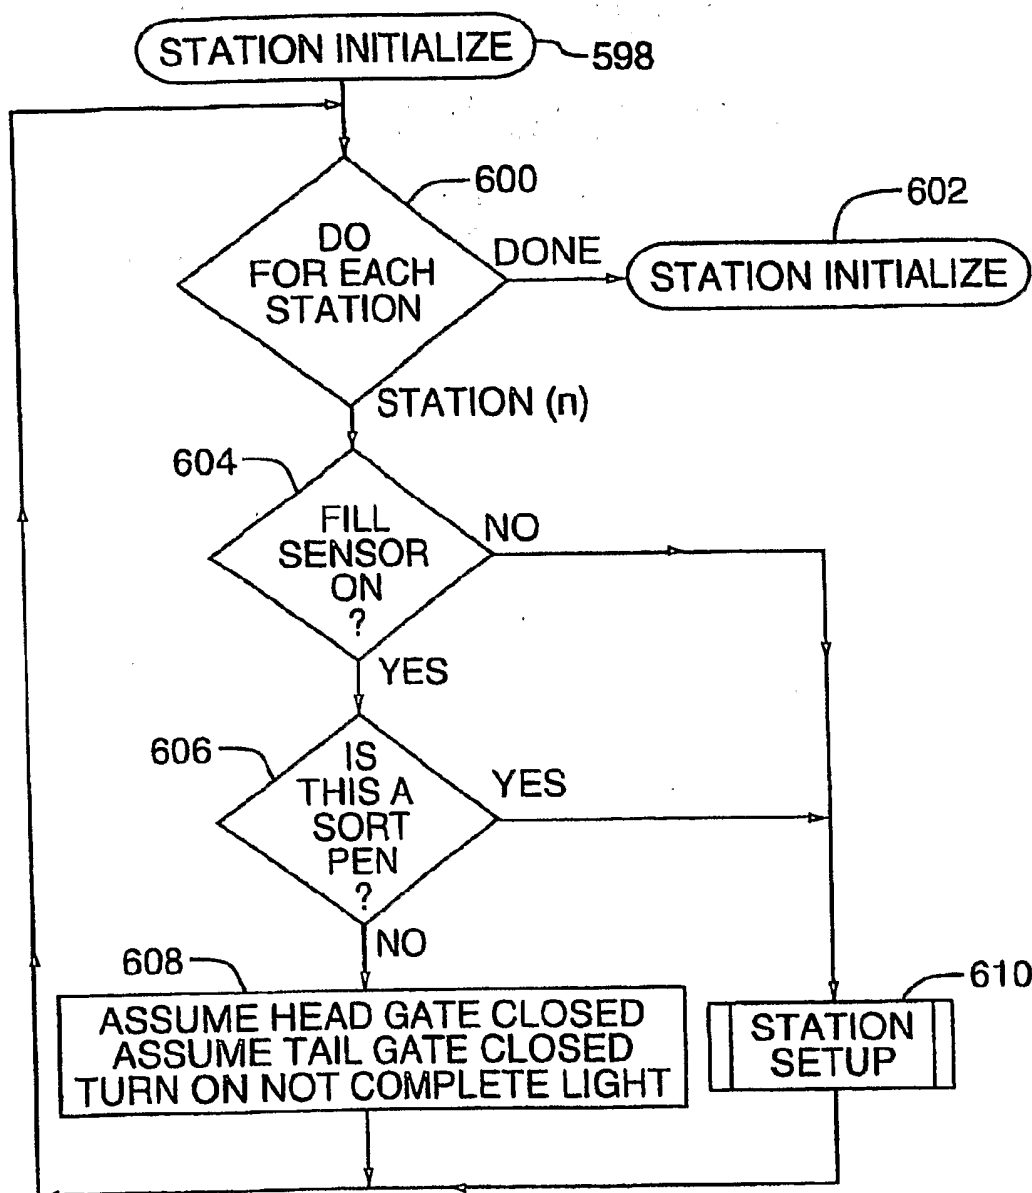 STATION INITIALIZE
598
600
DO
FOR EACH
STATION
DONE
602
STATION INITIALIZE
STATION (n)
604
FILL
SENSOR
ON
?
NO
YES
606
IS
THIS A
SORT
PEN
?
YES
NO
608
ASSUME HEAD GATE CLOSED
ASSUME TAIL GATE CLOSED
TURN ON NOT COMPLETE LIGHT
610
STATION
SETUP